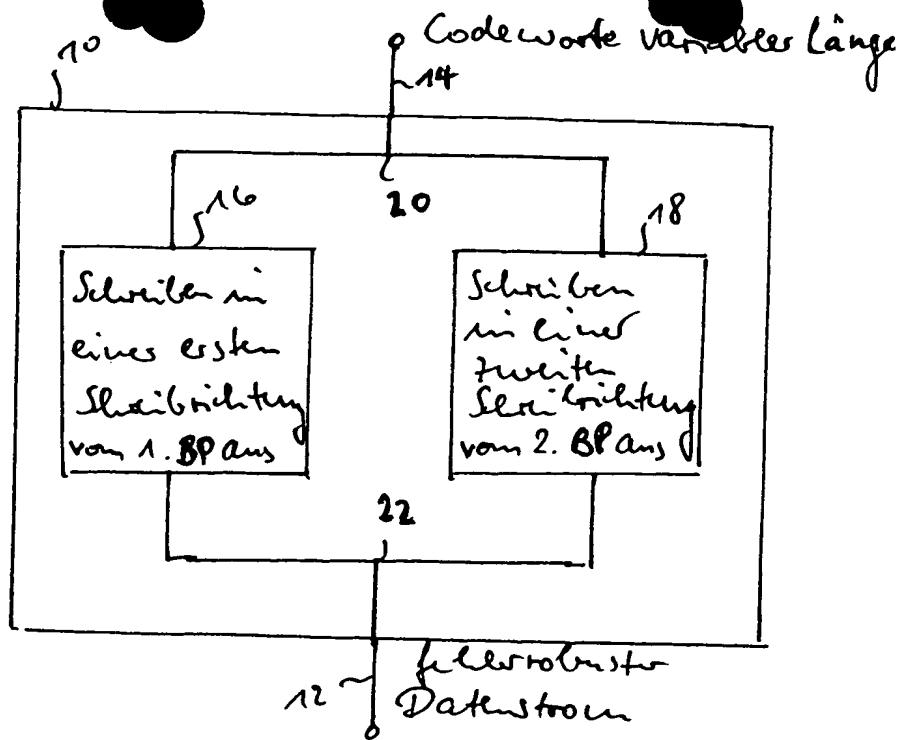 10
Codeworte variabler Länge
14
20
16
18
Schreiben in
einer ersten
Schreibrichtung
vom 1. BP aus
Schreiben
in einer
zweiten
Schreibrichtung
vom 2. BP aus
22
12
fehlerrobuster
Datenstrom